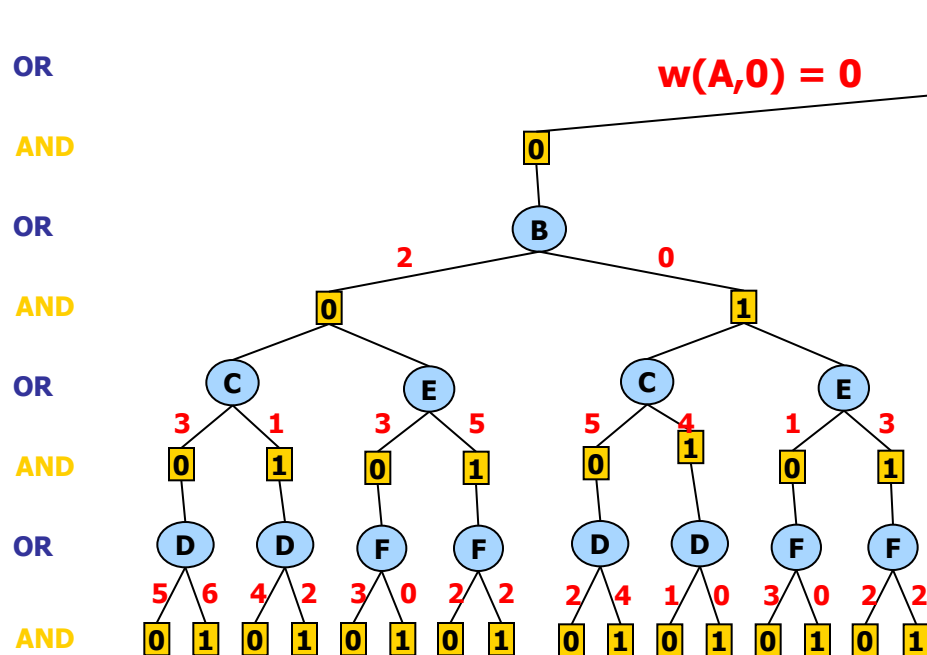 OR
w(A,0) = 0
AND
0
OR
B
2 0
AND
0 1
OR
C E C E
3 1 3 5 5 4 1 3
AND
0 1 0 1 0 1 0 1
OR
D D F F D D F F
5 6 4 2 3 0 2 2 2 4 1 0 3 0 2 2
AND
0 1 0 1 0 1 0 1 0 1 0 1 0 1 0 1